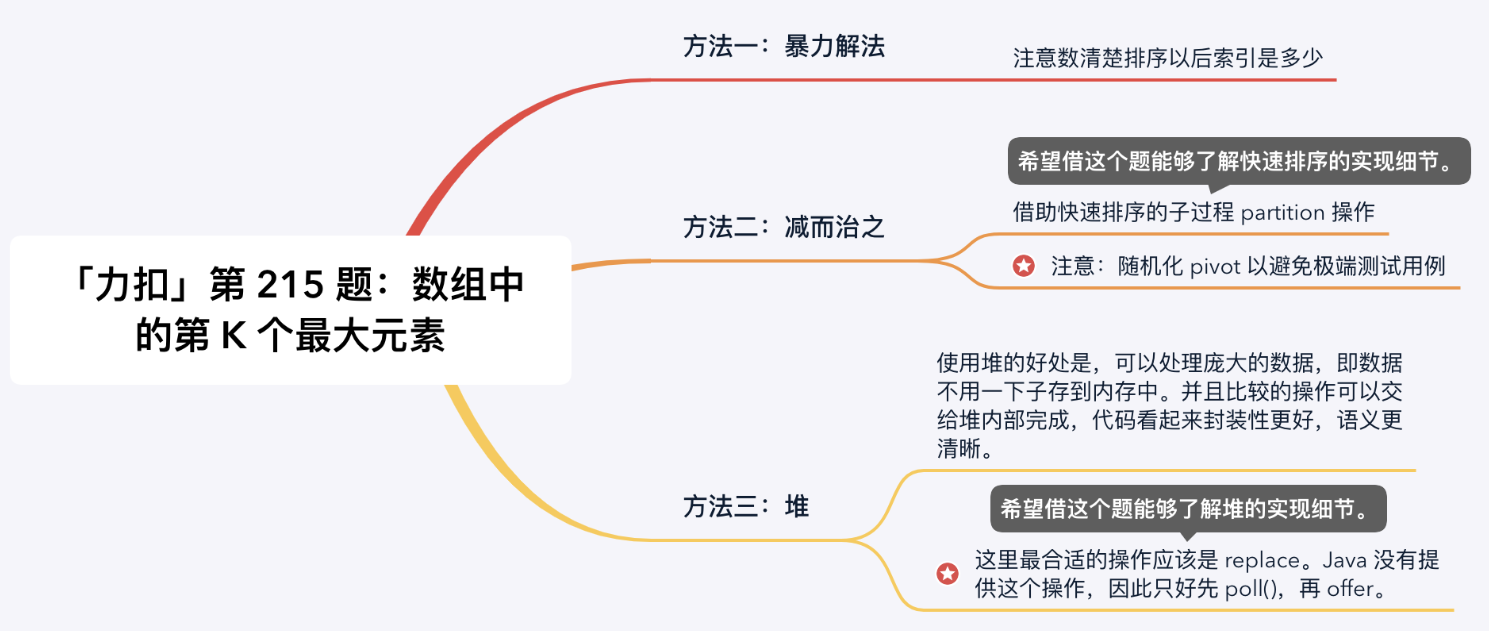 「力扣」第 215 题：数组中
的第 K 个最大元素
方法一：暴力解法
注意数清楚排序以后索引是多少
方法二：减而治之
希望借这个题能够了解快速排序的实现细节。
借助快速排序的子过程 partition 操作
注意：随机化 pivot 以避免极端测试用例
方法三：堆
使用堆的好处是，可以处理庞大的数据，即数据
不用一下子存到内存中。并且比较的操作可以交
给堆内部完成，代码看起来封装性更好，语义更
清晰。
希望借这个题能够了解堆的实现细节。
这里最合适的操作应该是 replace。Java 没有提
供这个操作，因此只好先 poll()，再 offer。